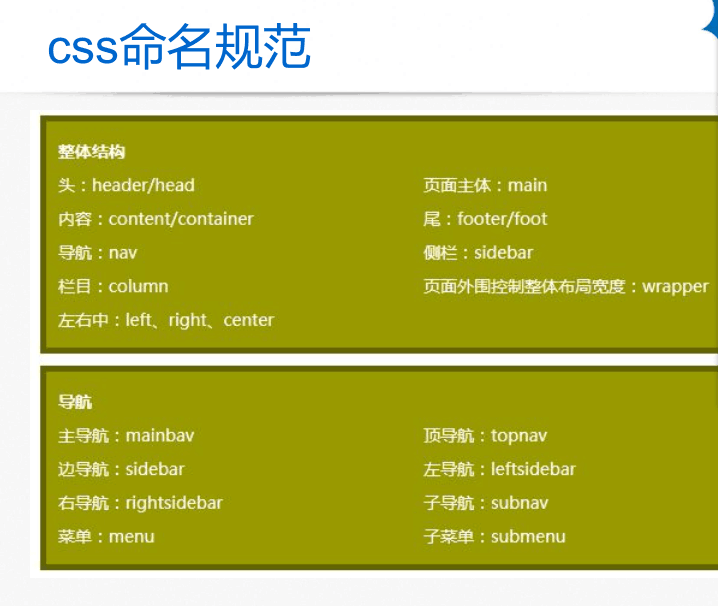 css命名规范
整体结构
头：header/head
页面主体：main
内容：content/container
尾：footer/foot
导航：nav
侧栏：sidebar
栏目：column
页面外围控制整体布局宽度：wrapper
左右中：left、right、center
导航
主导航：mainbav
顶导航：topnav
边导航：sidebar
左导航：leftsidebar
右导航：rightsidebar
子导航：subnav
菜单：menu
子菜单：submenu